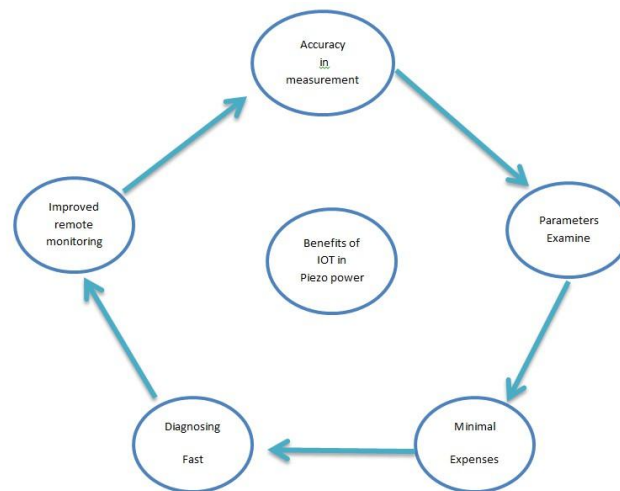 Accuracy
in
measurement
Improved
remote
monitoring
Parameters
Examine
Benefits of
IOT in
Piezo power
Diagnosing
Fast
Minimal
Expenses